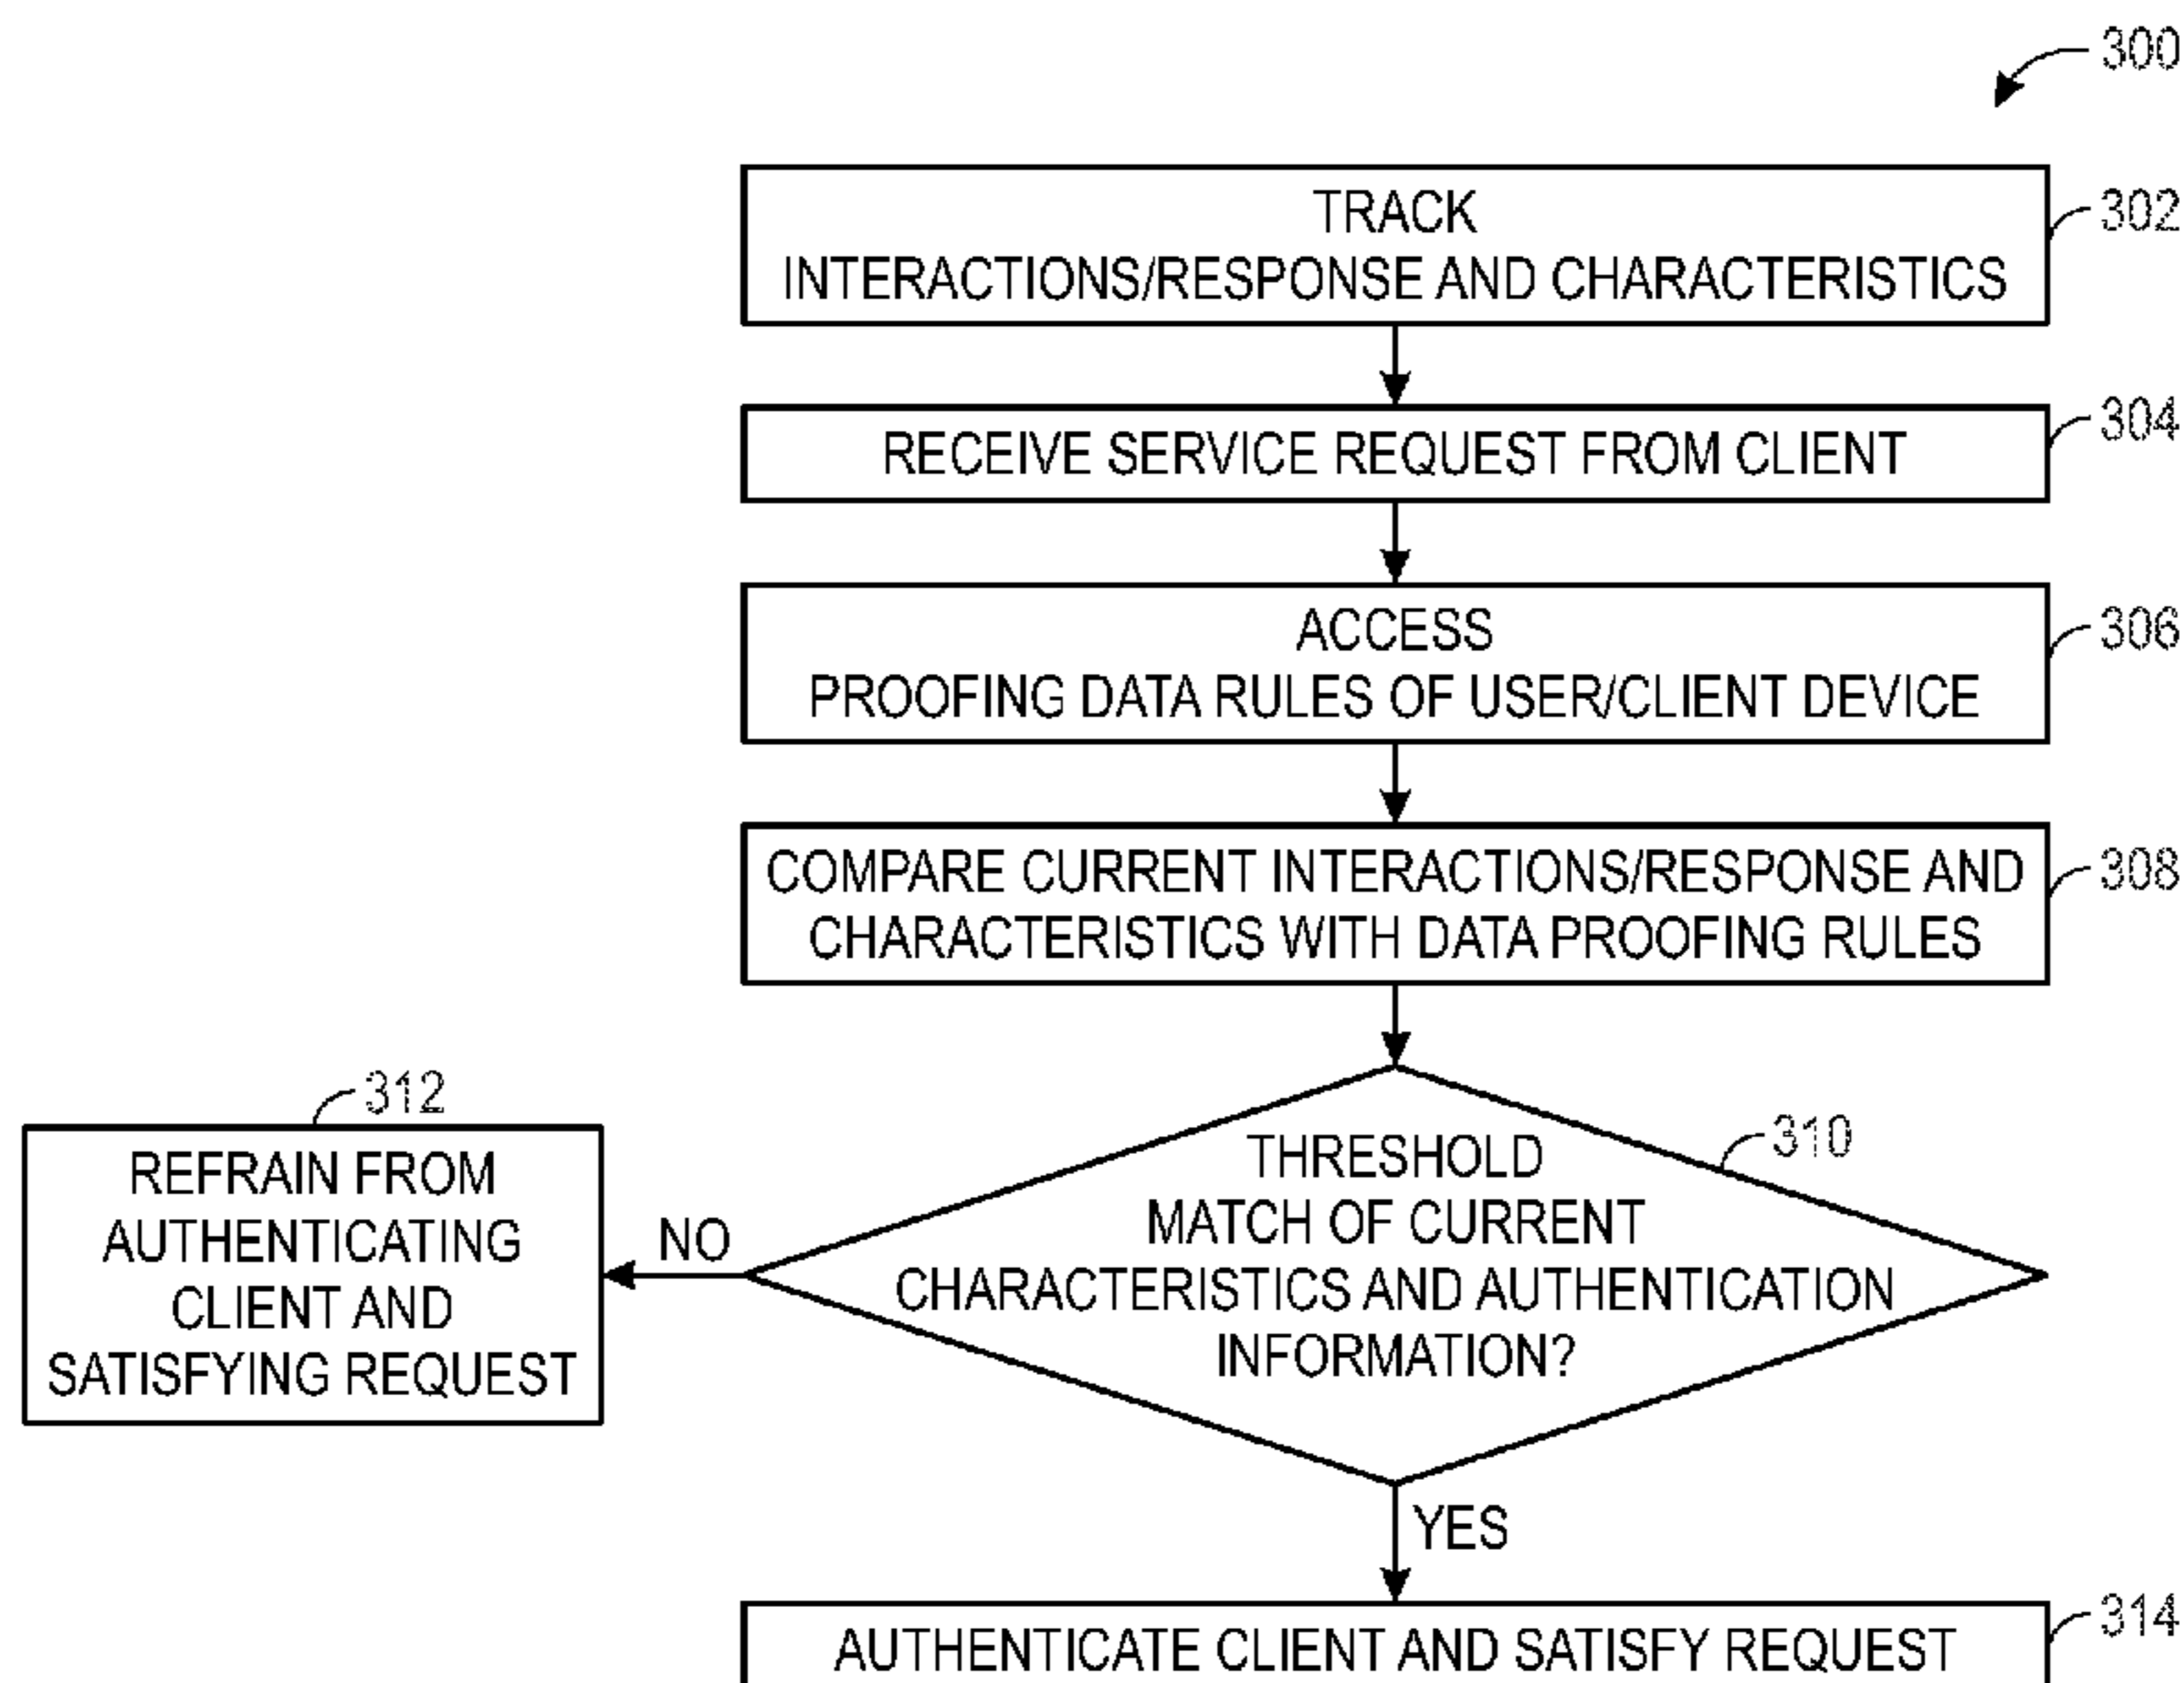 300
TRACK
INTERACTIONS/RESPONSE AND CHARACTERISTICS
302
RECEIVE SERVICE REQUEST FROM CLIENT
304
ACCESS
PROOFING DATA RULES OF USER/CLIENT DEVICE
306
COMPARE CURRENT INTERACTIONS/RESPONSE AND
CHARACTERISTICS WITH DATA PROOFING RULES
308
THRESHOLD
MATCH OF CURRENT
CHARACTERISTICS AND AUTHENTICATION
INFORMATION?
310
NO
312
REFRAIN FROM
AUTHENTICATING
CLIENT AND
SATISFYING REQUEST
YES
AUTHENTICATE CLIENT AND SATISFY REQUEST
314